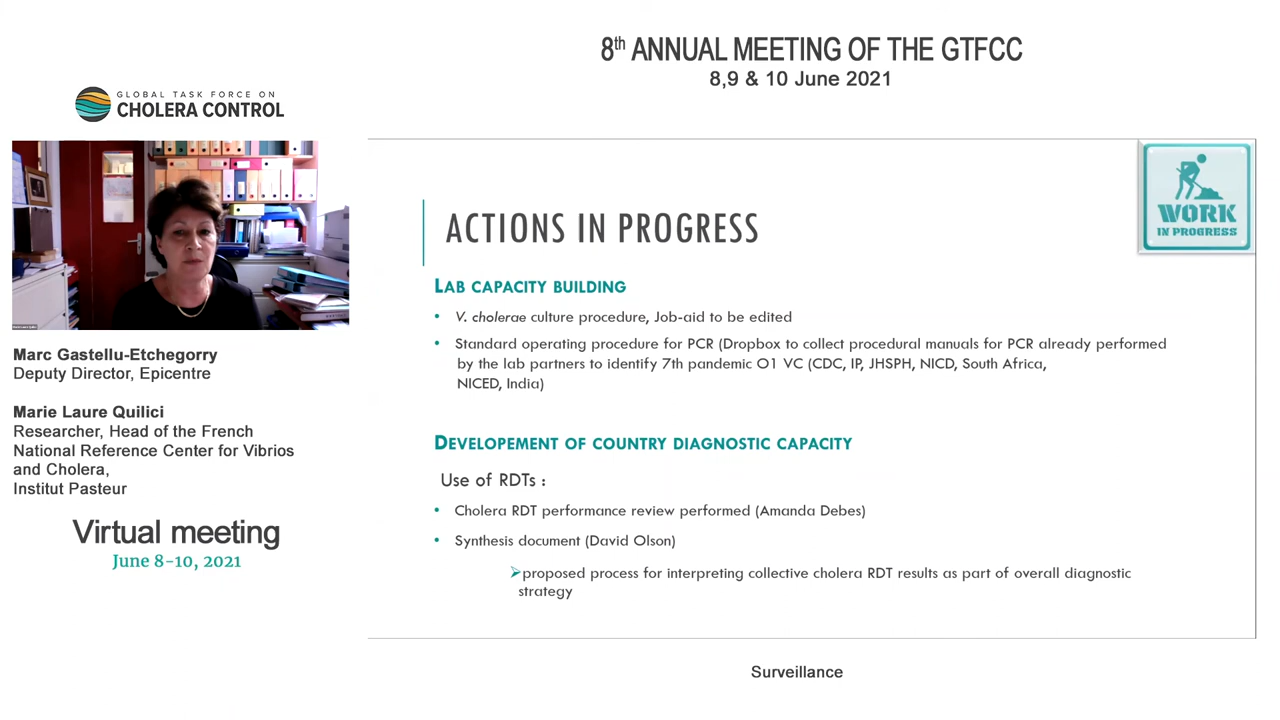 8th ANNUAL MEETING OF THE GTFCC
8,9 & 10 June 2021
GLOBAL TASK FORCE ON
CHOLERA CONTROL
Marc Gastellu-Etchegorry
Deputy Director, Epicentre
Marie Laure Quilici
Researcher, Head of the French
National Reference Center for Vibrios
and Cholera,
Institut Pasteur
Virtual meeting
June 8-10, 2021
WORK
IN PROGRESS
ACTIONS IN PROGRESS
LAB CAPACITY BUILDING
• V. cholerae culture procedure, Job-aid to be edited
• Standard operating procedure for PCR (Dropbox to collect procedural manuals for PCR already performed
by the lab partners to identify 7th pandemic O1 VC (CDC, IP, JHSPH, NICD, South Africa,
NICED, India)
DEVELOPEMENT OF COUNTRY DIAGNOSTIC CAPACITY
Use of RDTs :
• Cholera RDT performance review performed (Amanda Debes)
• Synthesis document (David Olson)
➢proposed process for interpreting collective cholera RDT results as part of overall diagnostic
strategy
Surveillance